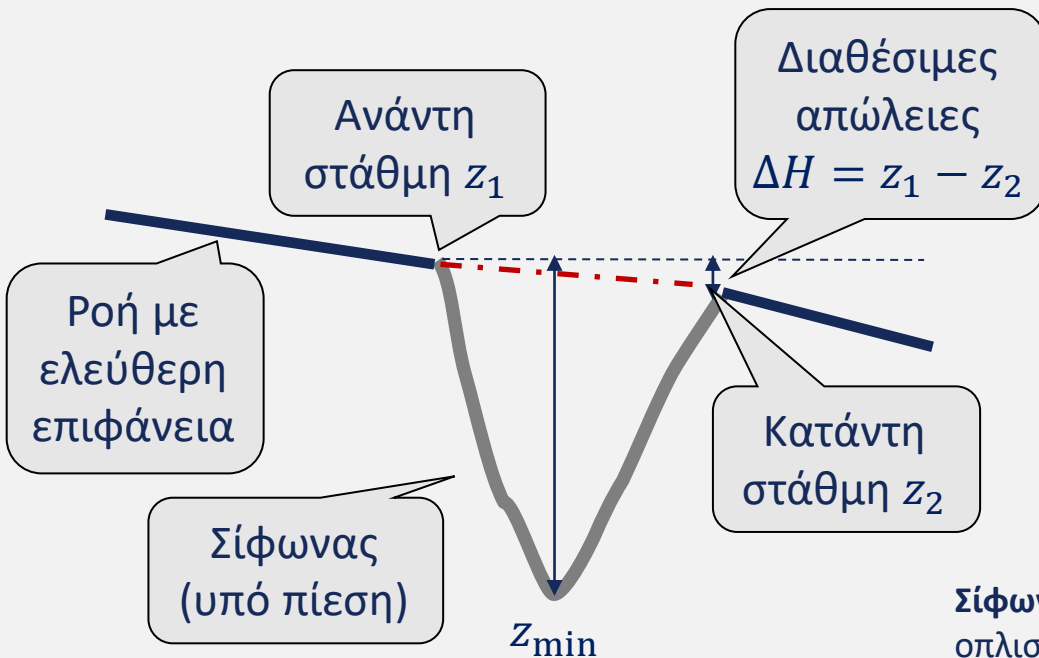 Διαθέσιμες
απώλειες
ΔH = z₁ − z₂
Ανάντη
στάθμη z₁
Ροή με
ελεύθερη
επιφάνεια
Κατάντη
στάθμη z₂
Σίφωνας
(υπό πίεση)
z_min